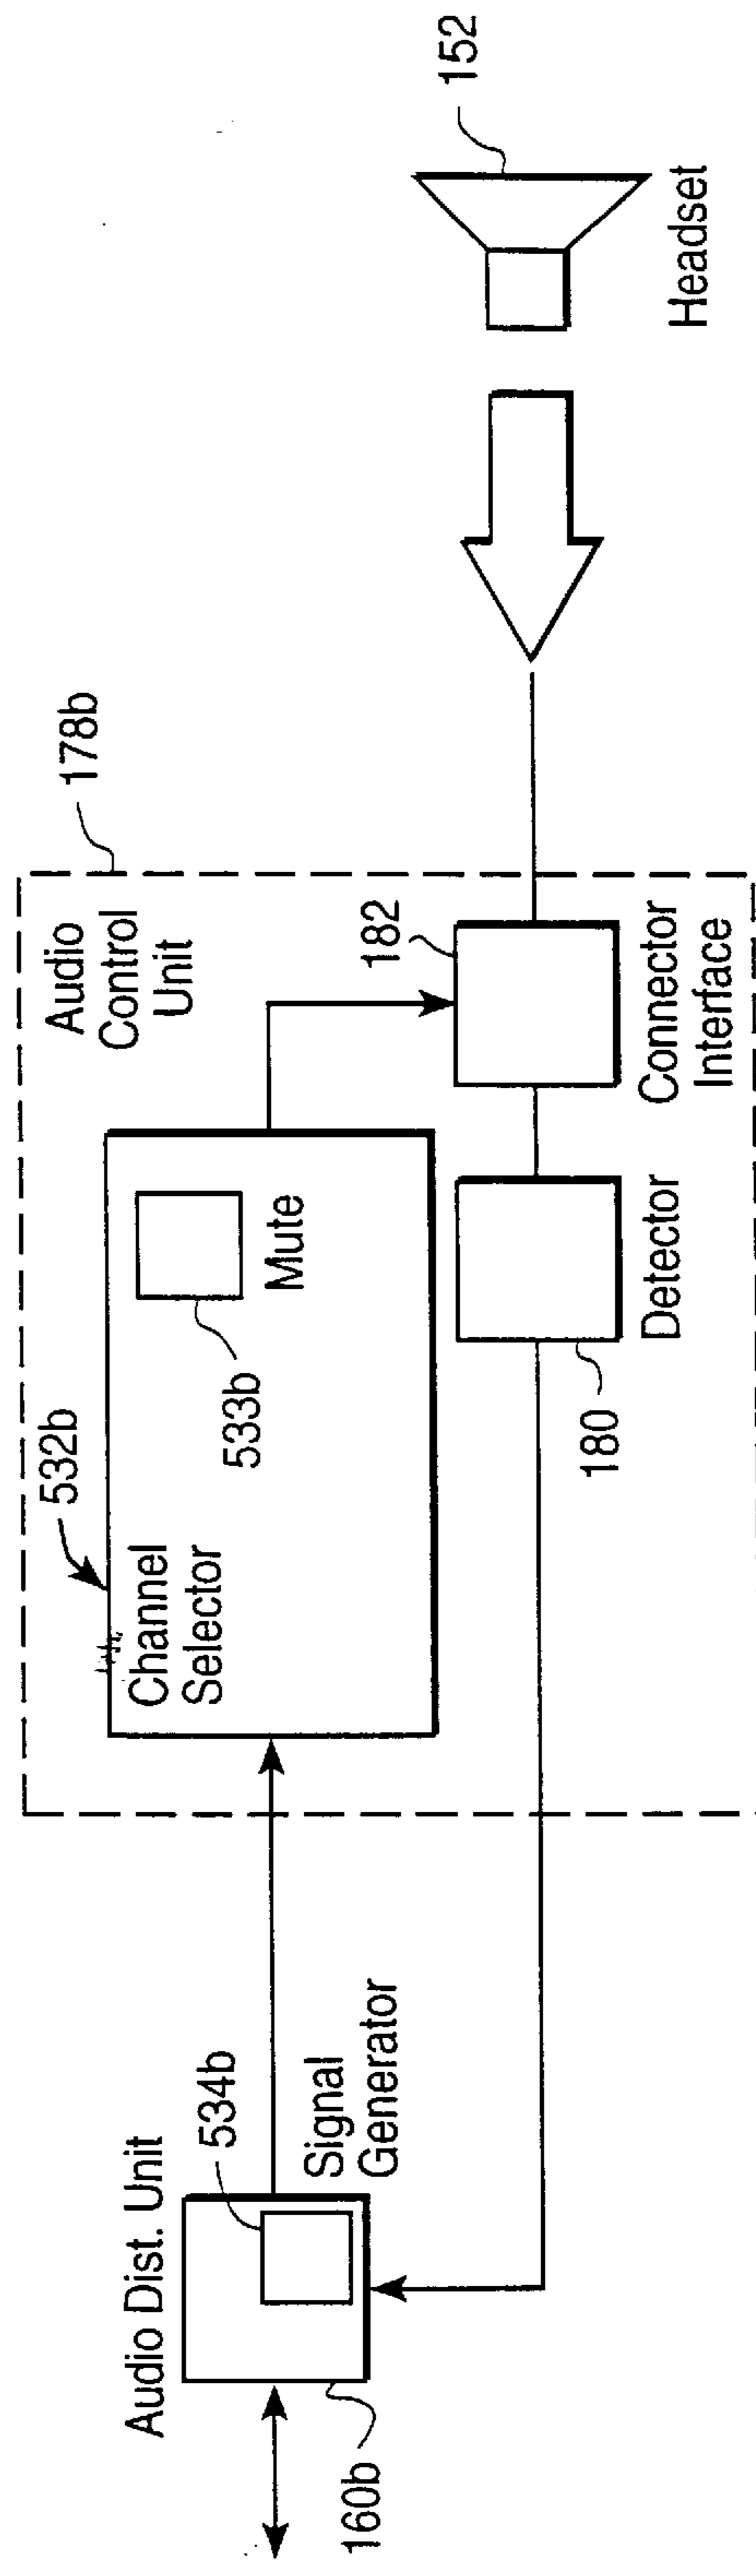 Audio Dist. Unit
534b
Signal
Generator
160b
532b
Channel
Selector
533b
Mute
Audio
Control
Unit
178b
182
Connector
Interface
Detector
180
152
Headset